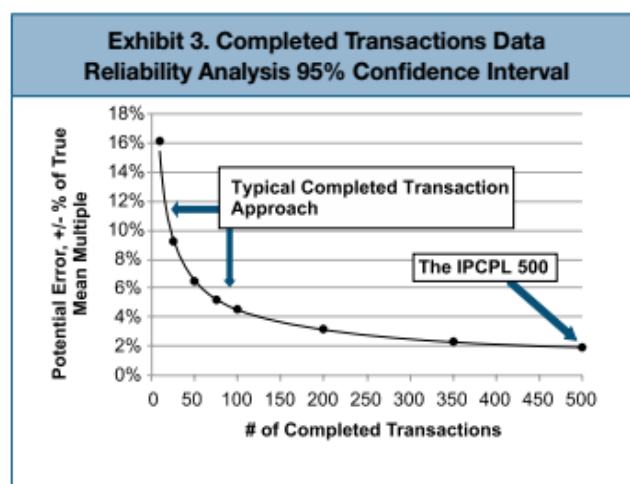 Exhibit 3. Completed Transactions Data
Reliability Analysis 95% Confidence Interval
Potential Error, +/- % of True
Mean Multiple
18%
16%
14%
12%
10%
8%
6%
4%
2%
0%
Typical Completed Transaction
Approach
The IPCPL 500
0 50 100 150 200 250 300 350 400 450 500
# of Completed Transactions